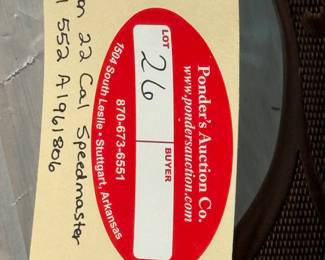 Ponder's Auction Co.
www.pondersauction.com
LOT
26
BUYER
870-673-6551
1504 South Leslie • Stuttgart, Arkansas
22 Cal Speedmaster
552 A1961806